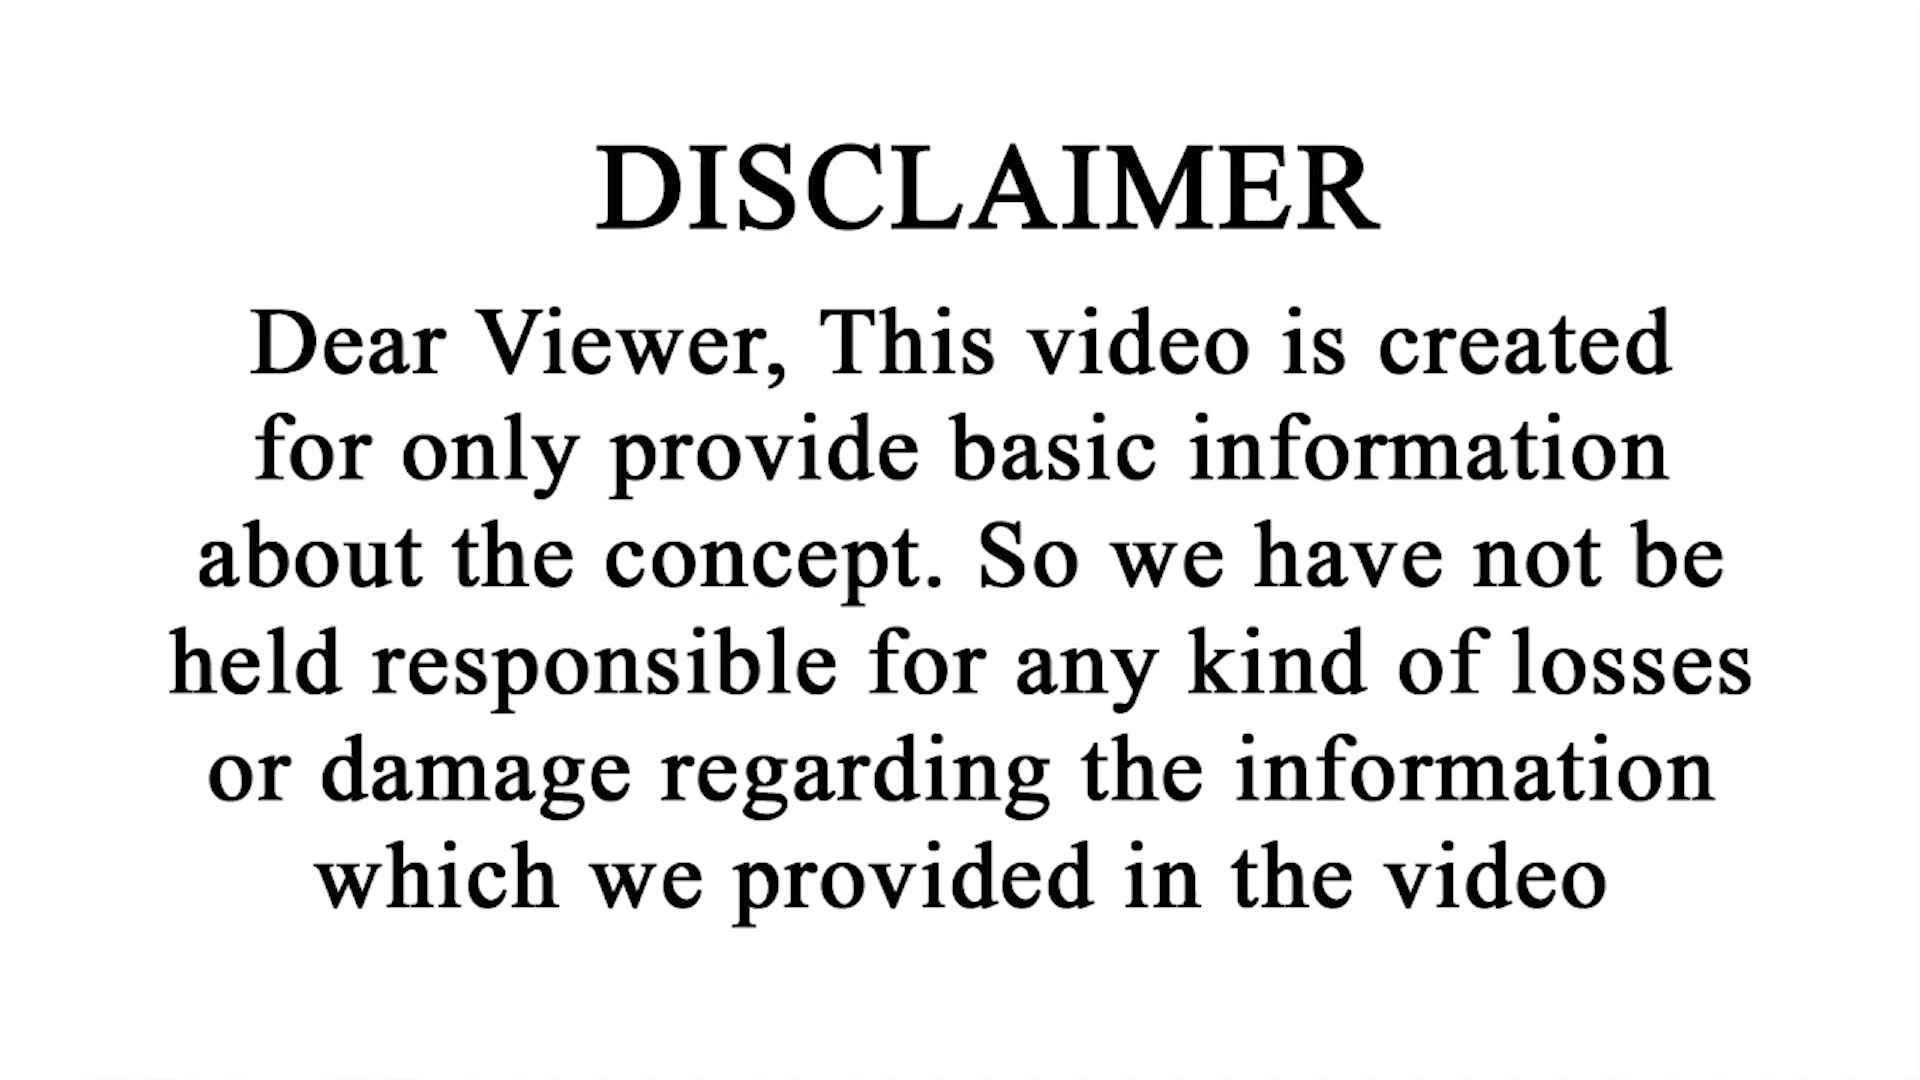 DISCLAIMER
Dear Viewer, This video is created
for only provide basic information
about the concept. So we have not be
held responsible for any kind of losses
or damage regarding the information
which we provided in the video